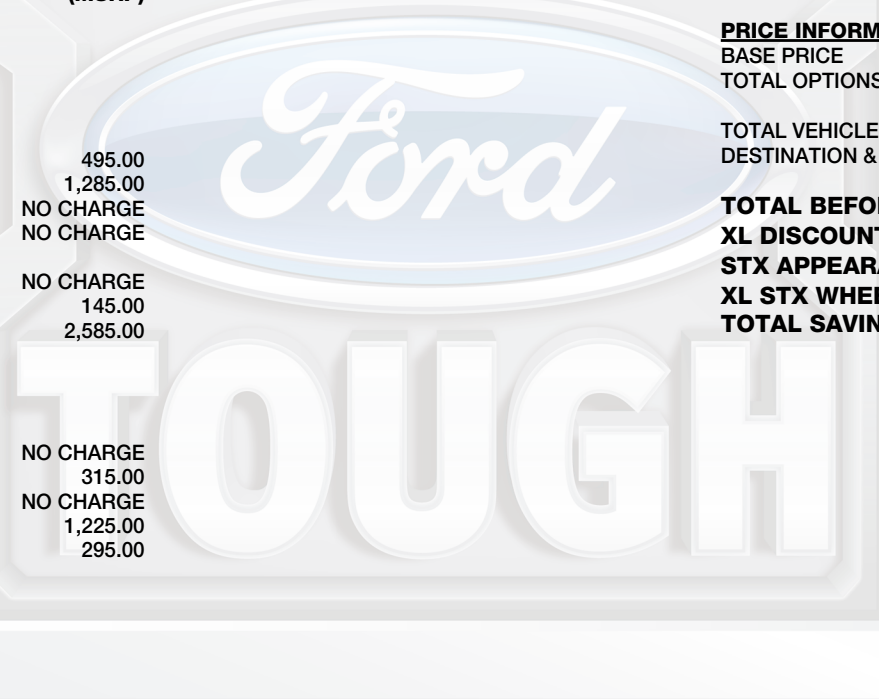 495.00
1,285.00
NO CHARGE
NO CHARGE
NO CHARGE
145.00
2,585.00
NO CHARGE
315.00
NO CHARGE
1,225.00
295.00
Ford
TOUGH
PRICE INFORM
BASE PRICE
TOTAL OPTIONS
TOTAL VEHICLE
DESTINATION &
TOTAL BEFO
XL DISCOUNT
STX APPEAR
XL STX WHEE
TOTAL SAVIN